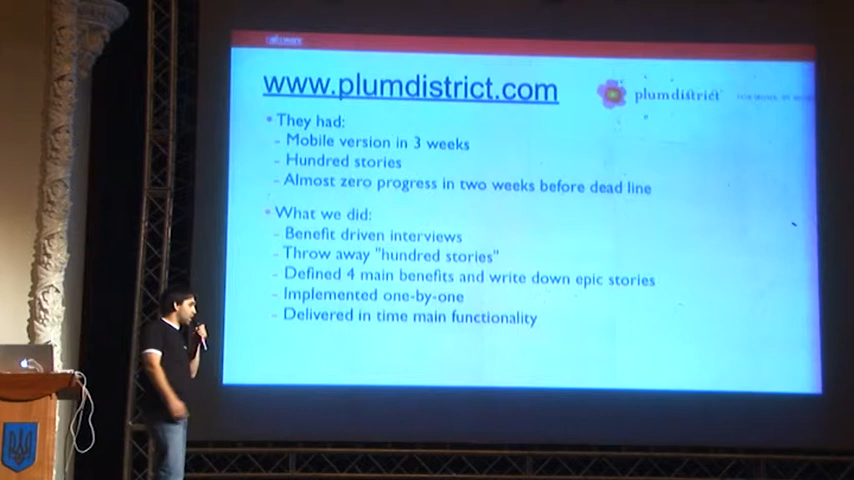 www.plumdistrict.com
plumdistrict
• They had:
- Mobile version in 3 weeks
- Hundred stories
- Almost zero progress in two weeks before dead line
• What we did:
- Benefit driven interviews
- Throw away "hundred stories"
- Defined 4 main benefits and write down epic stories
- Implemented one-by-one
- Delivered in time main functionality